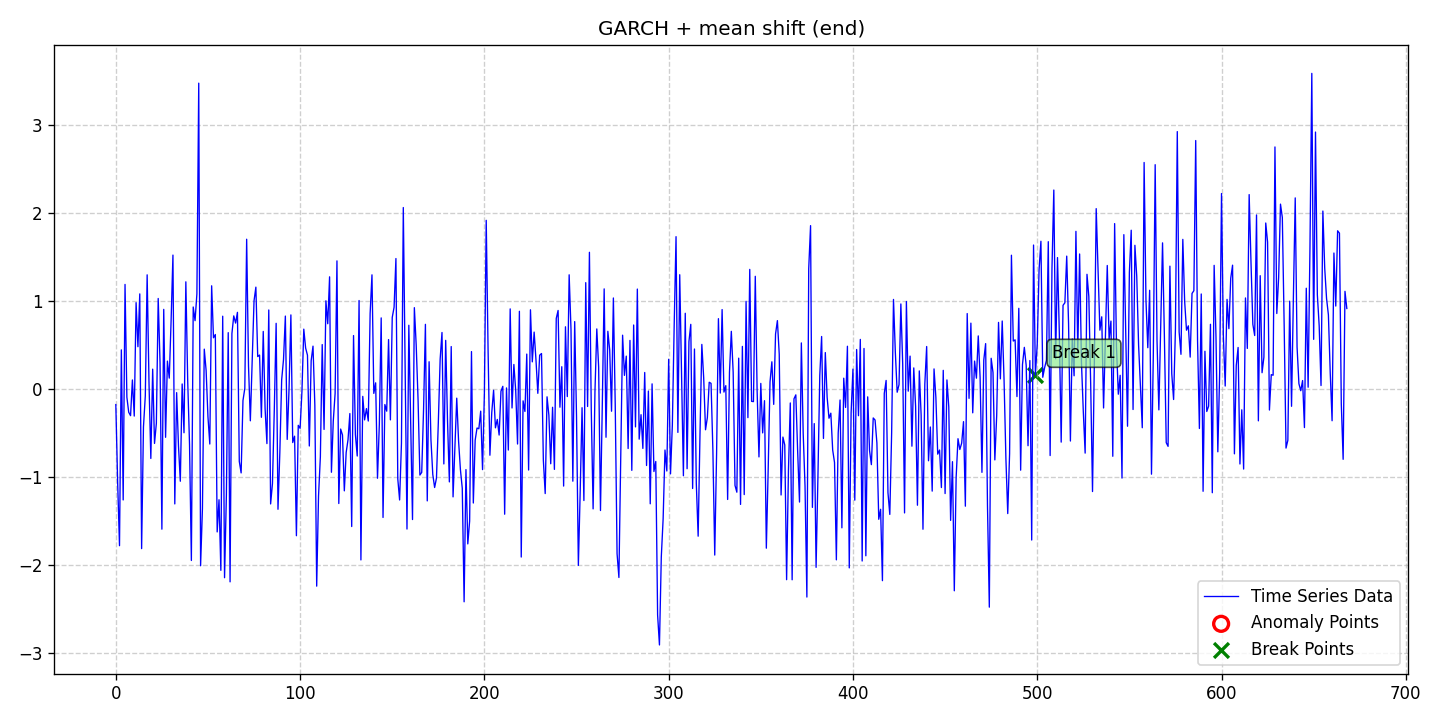 GARCH + mean shift (end)
3
2
1
0
−1
−2
−3
Break 1
Time Series Data
Anomaly Points
Break Points
0 100 200 300 400 500 600 700